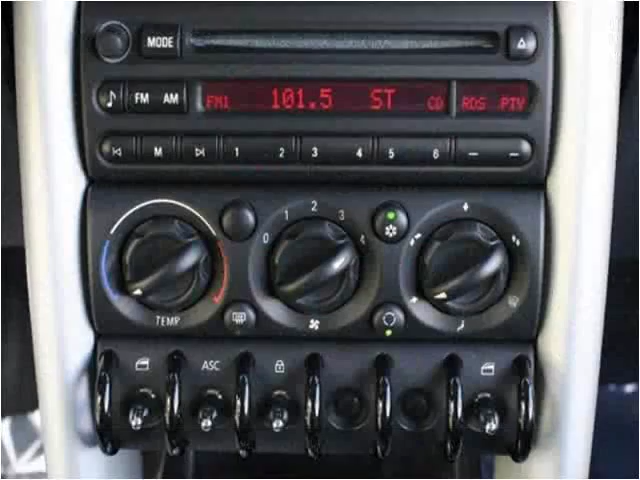 MODE
FM AM FM1 101.5 ST CD RDS PTY
M 1 2 3 4 5 6
0 1 2 3 4
TEMP
ASC